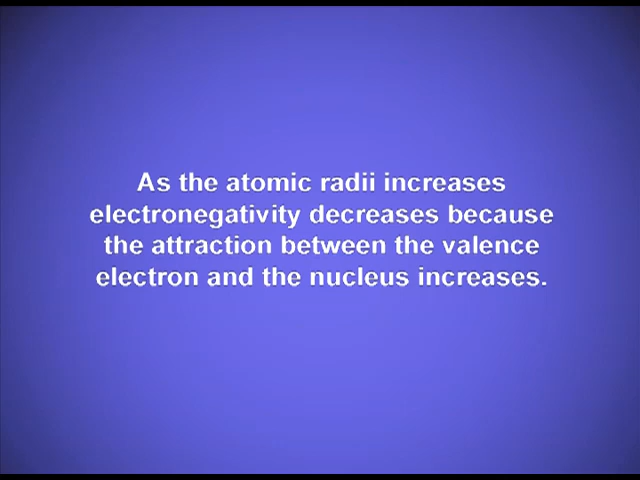 As the atomic radii increases
electronegativity decreases because
the attraction between the valence
electron and the nucleus increases.